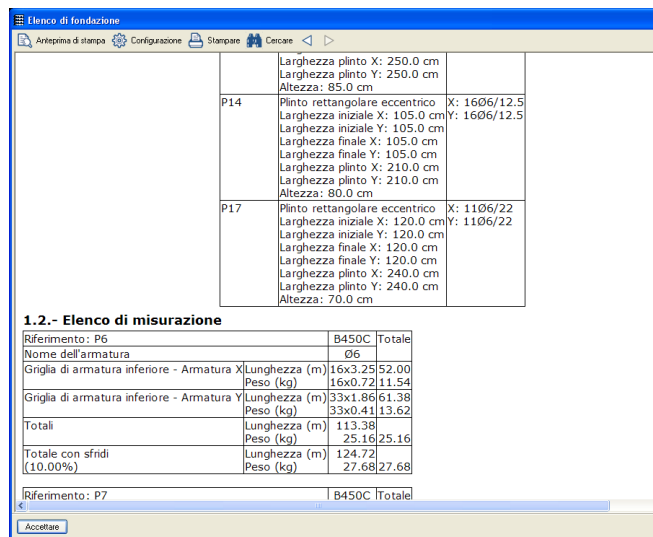 Elenco di fondazione
Anteprima di stampa Configurazione Stampare Cercare
Larghezza plinto X: 250.0 cm
Larghezza plinto Y: 250.0 cm
Altezza: 85.0 cm
P14 Plinto rettangolare eccentrico X: 16Ø6/12.5
Larghezza iniziale X: 105.0 cm Y: 16Ø6/12.5
Larghezza iniziale Y: 105.0 cm
Larghezza finale X: 105.0 cm
Larghezza finale Y: 105.0 cm
Larghezza plinto X: 210.0 cm
Larghezza plinto Y: 210.0 cm
Altezza: 80.0 cm
P17 Plinto rettangolare eccentrico X: 11Ø6/22
Larghezza iniziale X: 120.0 cm Y: 11Ø6/22
Larghezza iniziale Y: 120.0 cm
Larghezza finale X: 120.0 cm
Larghezza finale Y: 120.0 cm
Larghezza plinto X: 240.0 cm
Larghezza plinto Y: 240.0 cm
Altezza: 70.0 cm
1.2.- Elenco di misurazione
Riferimento: P6 B450C Totale
Nome dell'armatura Ø6
Griglia di armatura inferiore - Armatura X Lunghezza (m) 16x3.25 52.00
Peso (kg) 16x0.72 11.54
Griglia di armatura inferiore - Armatura Y Lunghezza (m) 33x1.86 61.38
Peso (kg) 33x0.41 13.62
Totali Lunghezza (m) 113.38
Peso (kg) 25.16 25.16
Totale con sfridi Lunghezza (m) 124.72
(10.00%) Peso (kg) 27.68 27.68
Riferimento: P7 B450C Totale
Accettare